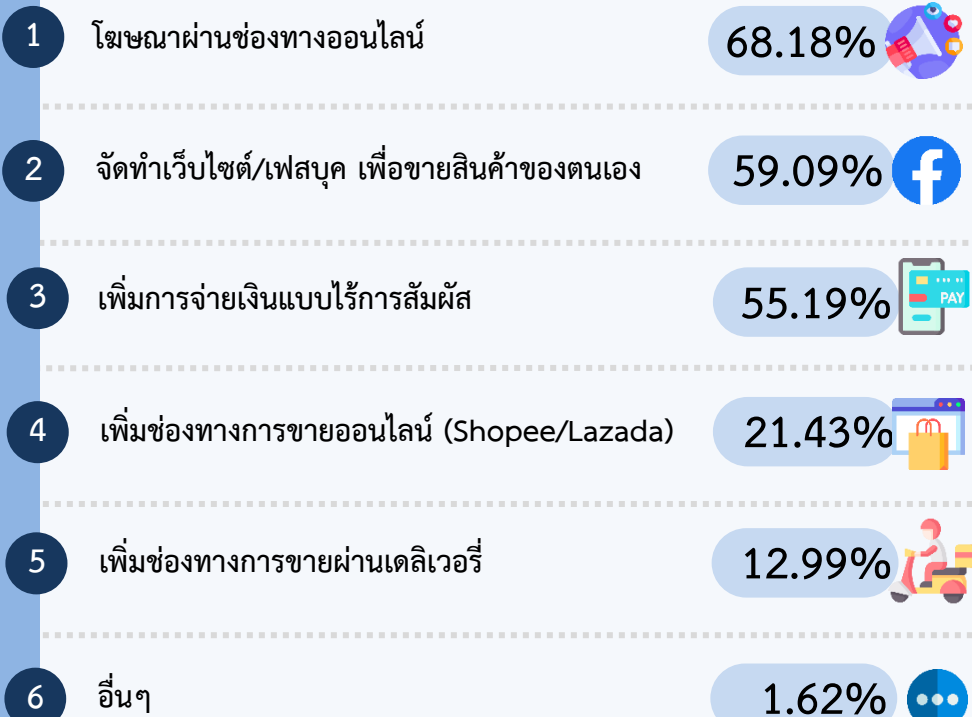 1 โฆษณาผ่านช่องทางออนไลน์ 68.18%
2 จัดทำเว็บไซต์/เฟสบุค เพื่อขายสินค้าของตนเอง 59.09%
3 เพิ่มการจ่ายเงินแบบไร้การสัมผัส 55.19% PAY
4 เพิ่มช่องทางการขายออนไลน์ (Shopee/Lazada) 21.43%
5 เพิ่มช่องทางการขายผ่านเดลิเวอรี่ 12.99%
6 อื่นๆ 1.62%